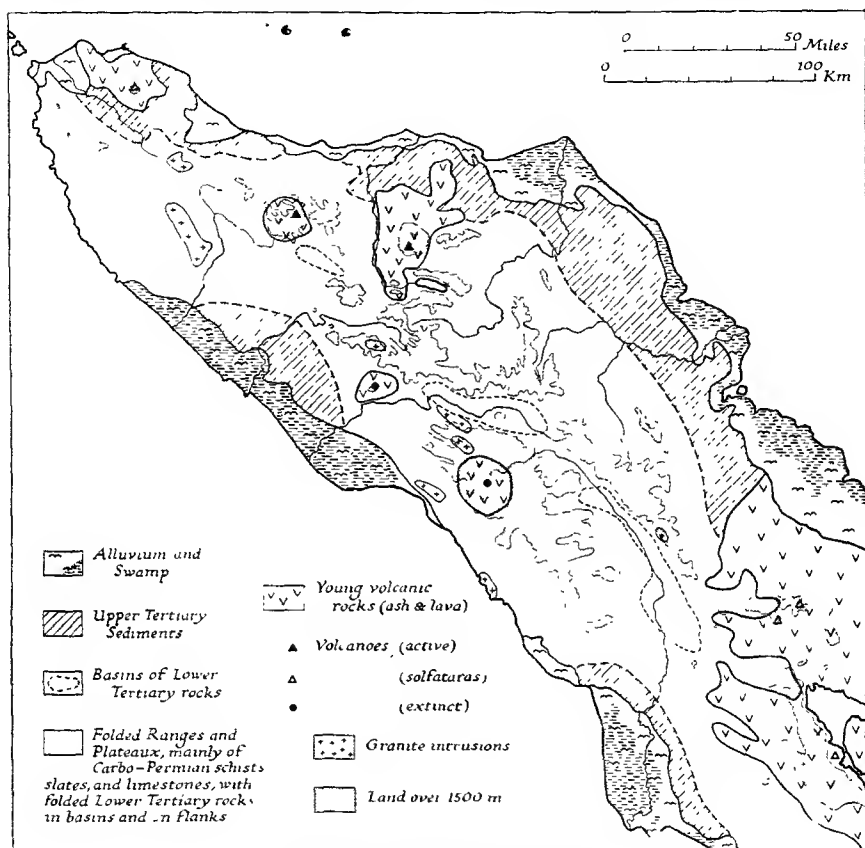 0 50 Miles
0 100 Km
Alluvium and
Swamp
Upper Tertiary
Sediments
Basins of Lower
Tertiary rocks
Folded Ranges and
Plateaux, mainly of
Carbo-Permian schists
slates, and limestones, with
folded Lower Tertiary rocks
in basins and on flanks
Young volcanic
rocks (ash & lava)
Volcanoes, (active)
(solfataras)
(extinct)
Granite intrusions
Land over 1500 m